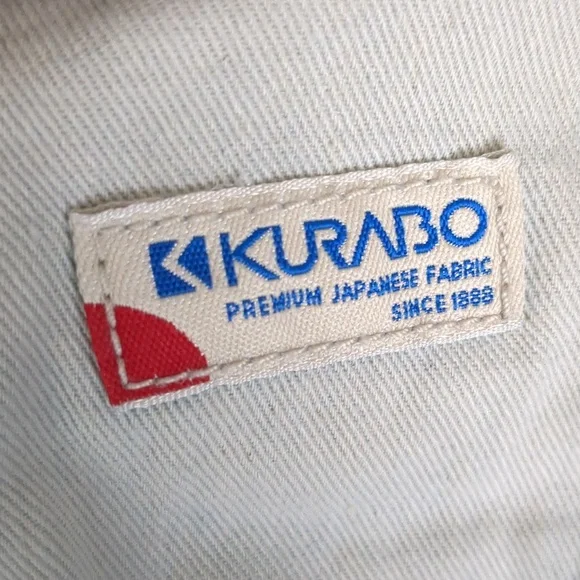 KURABO
PREMIUM JAPANESE FABRIC
SINCE 1888